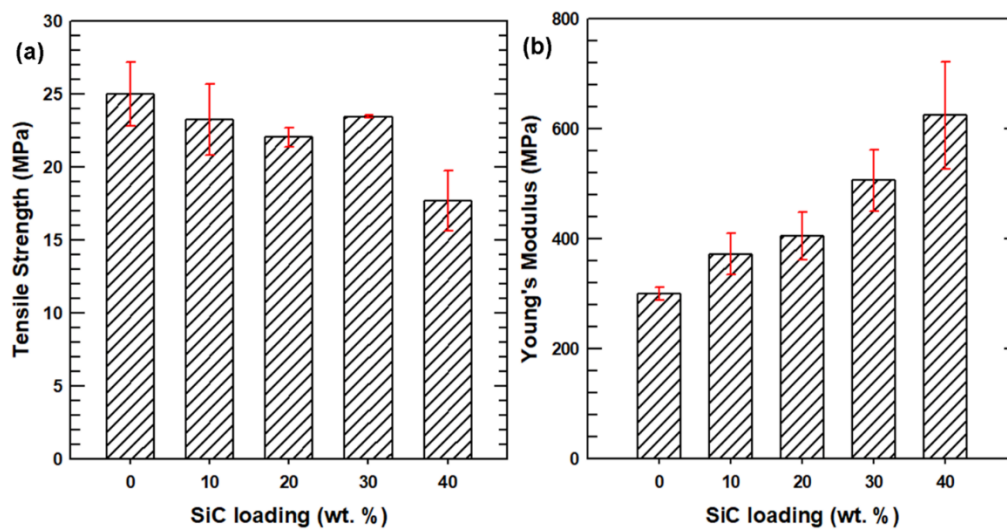 (a)
Tensile Strength (MPa)
30
25
20
15
10
5
0
0 10 20 30 40
SiC loading (wt. %)
(b)
Young's Modulus (MPa)
800
600
400
200
0
0 10 20 30 40
SiC loading (wt. %)